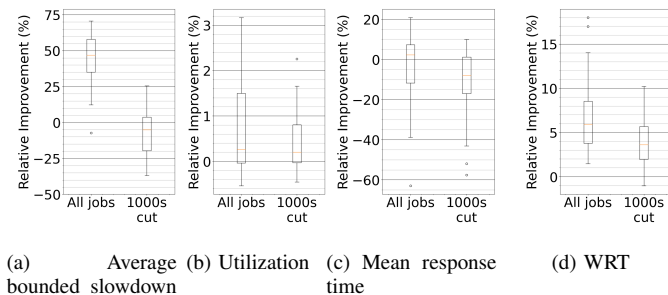 Relative Improvement (%)
75
50
25
0
−25
−50
All jobs 1000s
cut
Relative Improvement (%)
3
2
1
0
All jobs 1000s
cut
Relative Improvement (%)
20
0
−20
−40
−60
All jobs 1000s
cut
Relative Improvement (%)
15
10
5
0
All jobs 1000s
cut
(a) Average
bounded slowdown
(b) Utilization
(c) Mean response
time
(d) WRT